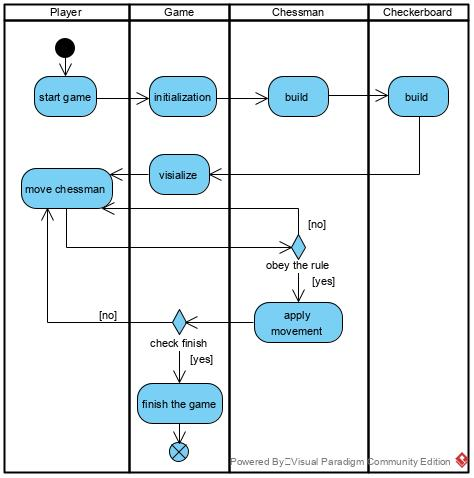 Player
Game
Chessman
Checkerboard
start game
initialization
build
build
visialize
move chessman
[no]
obey the rule
[yes]
apply
movement
[no]
check finish
[yes]
finish the game
Powered By Visual Paradigm Community Edition